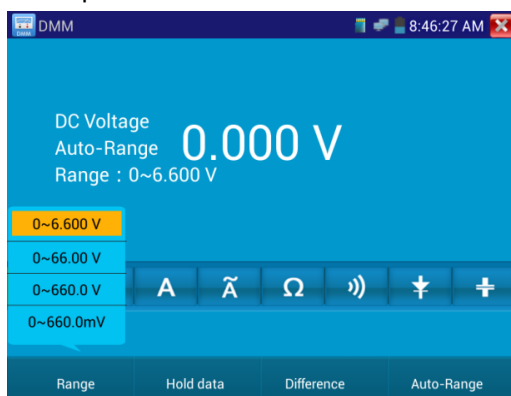 DMM
DMM
8:46:27 AM
DC Voltage
Auto-Range
0.000 V
Range : 0~6.600 V
0~6.600 V
0~66.00 V
0~660.0 V
0~660.0mV
A Ã Ω
Range Hold data Difference Auto-Range